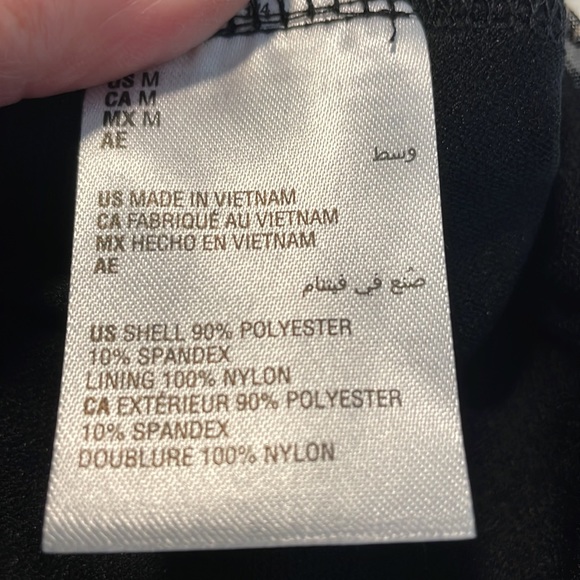 US M
CA M
MX M
AE
وسط
US MADE IN VIETNAM
CA FABRIQUÉ AU VIETNAM
MX HECHO EN VIETNAM
AE
صُنع في فيتنام
US SHELL 90% POLYESTER
10% SPANDEX
LINING 100% NYLON
CA EXTÉRIEUR 90% POLYESTER
10% SPANDEX
DOUBLURE 100% NYLON